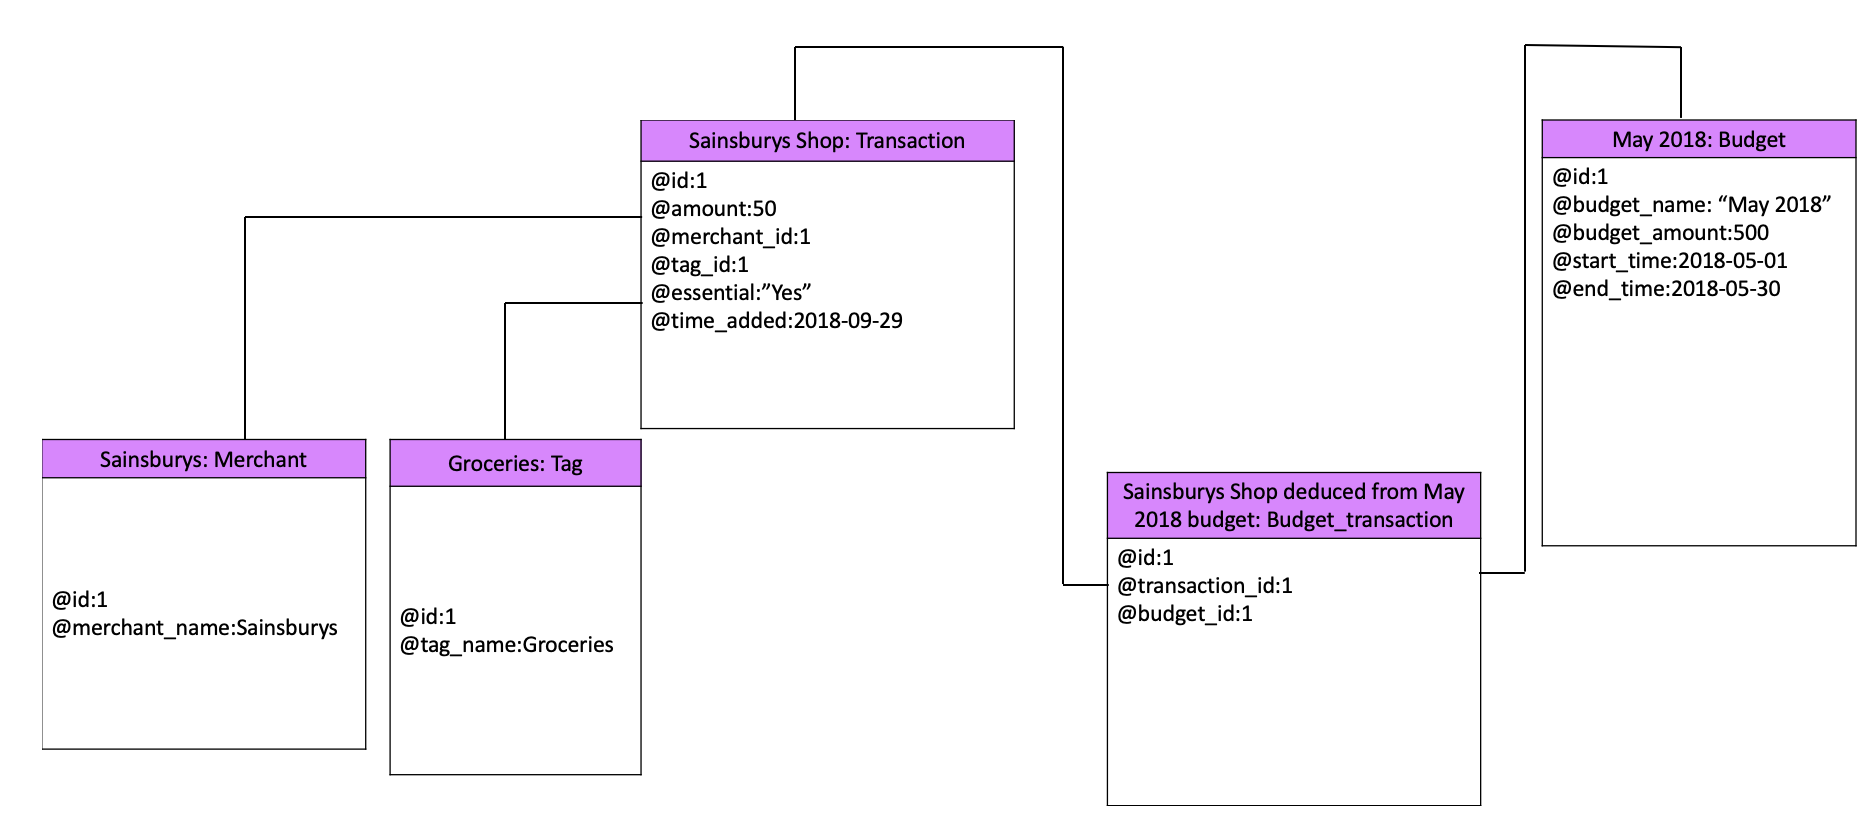 Sainsburys Shop: Transaction
@id:1
@amount:50
@merchant_id:1
@tag_id:1
@essential:”Yes”
@time_added:2018-09-29
May 2018: Budget
@id:1
@budget_name: “May 2018”
@budget_amount:500
@start_time:2018-05-01
@end_time:2018-05-30
Sainsburys: Merchant
@id:1
@merchant_name:Sainsburys
Groceries: Tag
@id:1
@tag_name:Groceries
Sainsburys Shop deduced from May
2018 budget: Budget_transaction
@id:1
@transaction_id:1
@budget_id:1